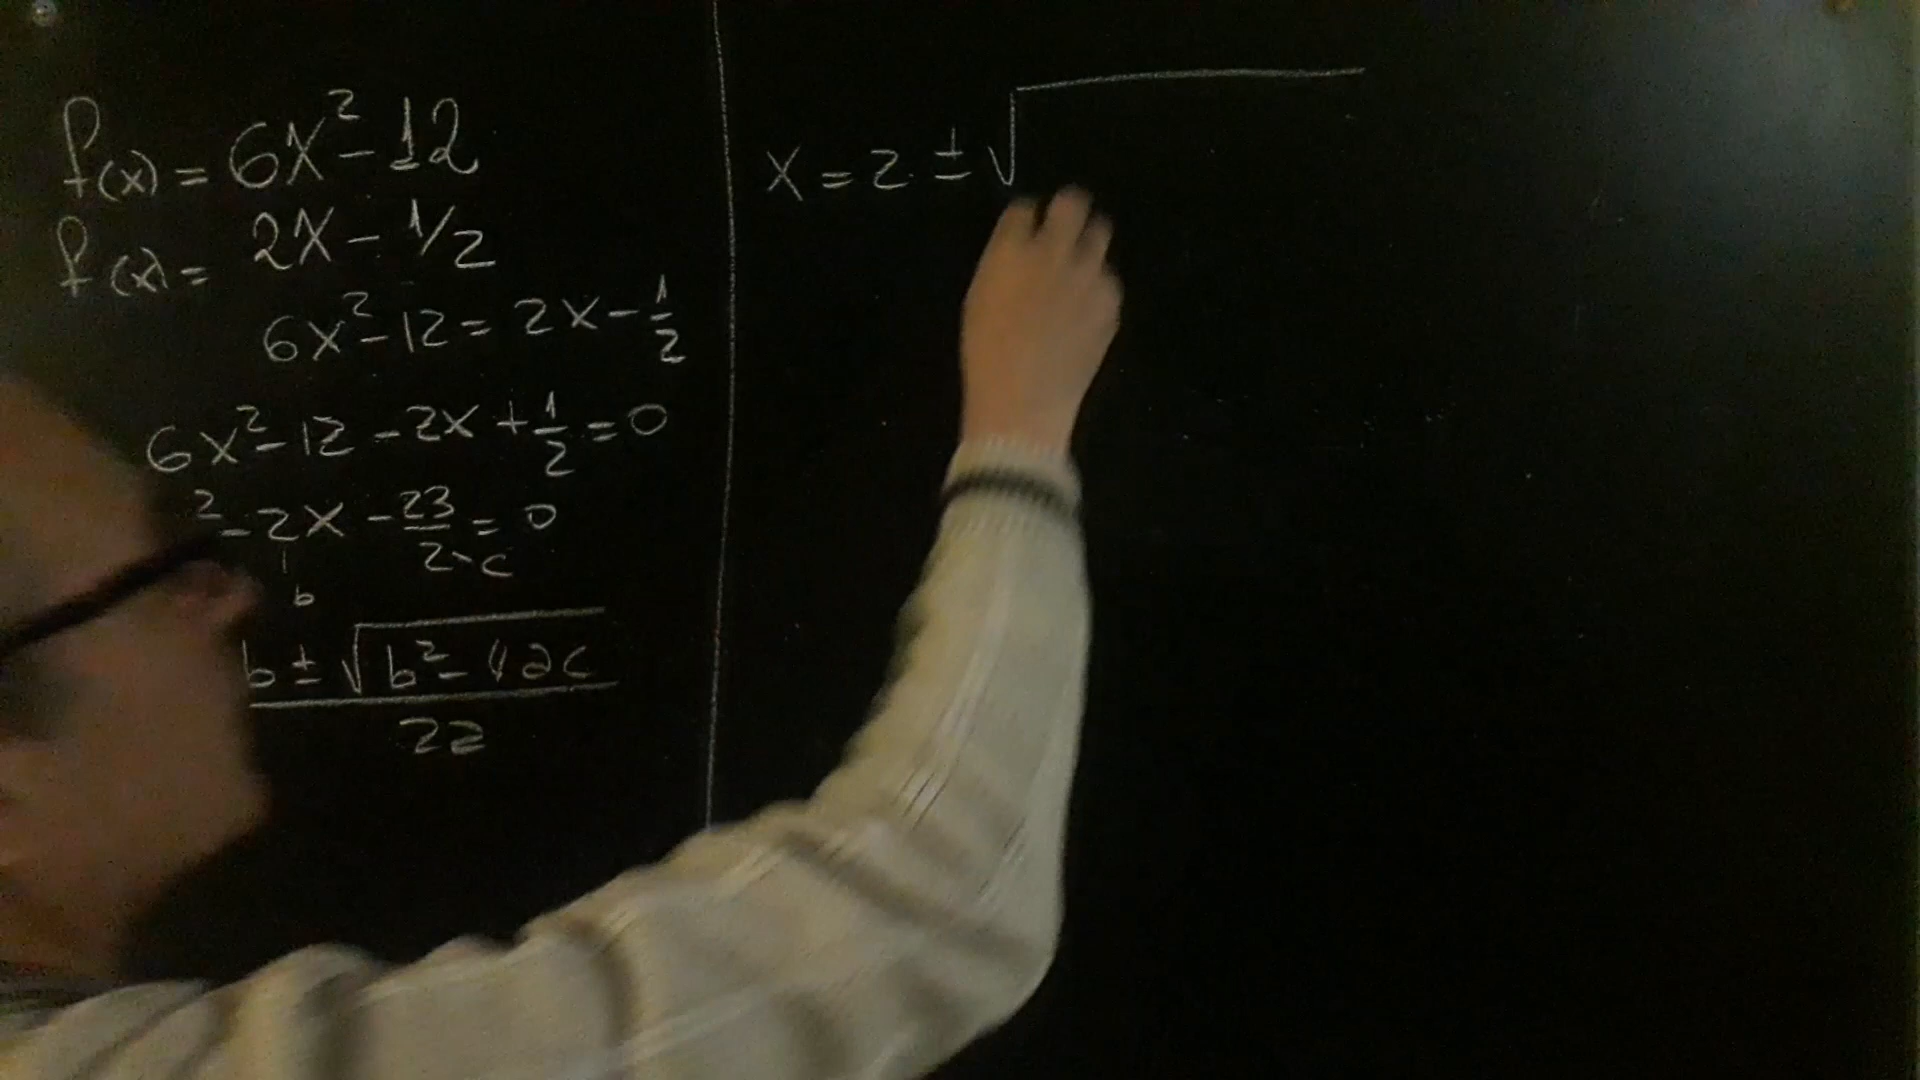 f(x) = 6x² - 12
f(x) = 2x - 1/2
6x² - 12 = 2x - 1/2
6x² - 12 - 2x + 1/2 = 0
² - 2x - 23/2 = 0
c
b
b ± √(b² - 4ac)
2a
x = 2 ± √